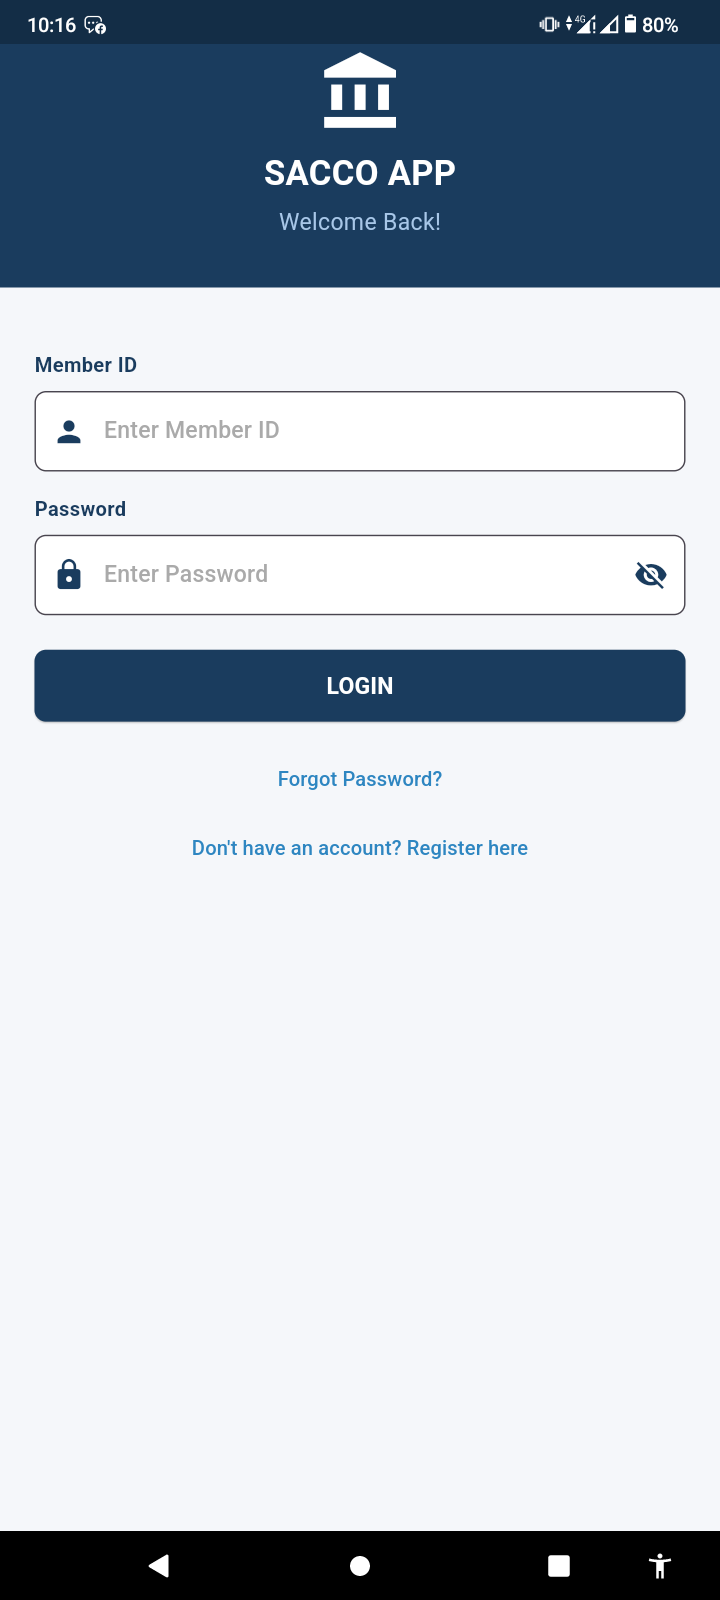 10:16
4G
80%
SACCO APP
Welcome Back!
Member ID
Enter Member ID
Password
Enter Password
LOGIN
Forgot Password?
Don't have an account? Register here